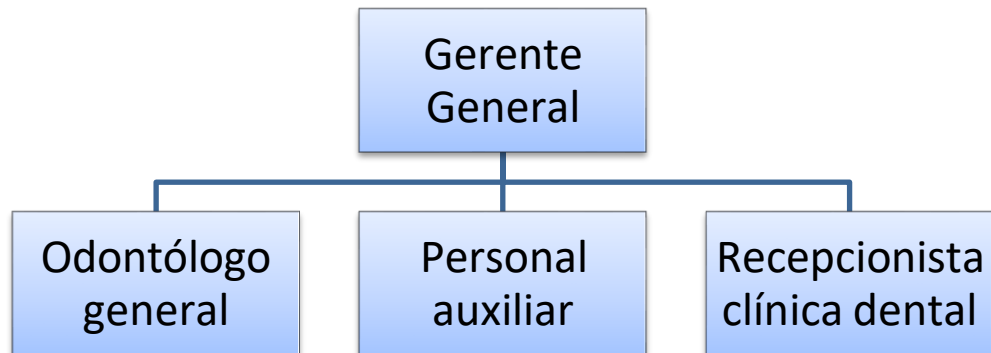 Gerente
General
Odontólogo
general
Personal
auxiliar
Recepcionista
clínica dental